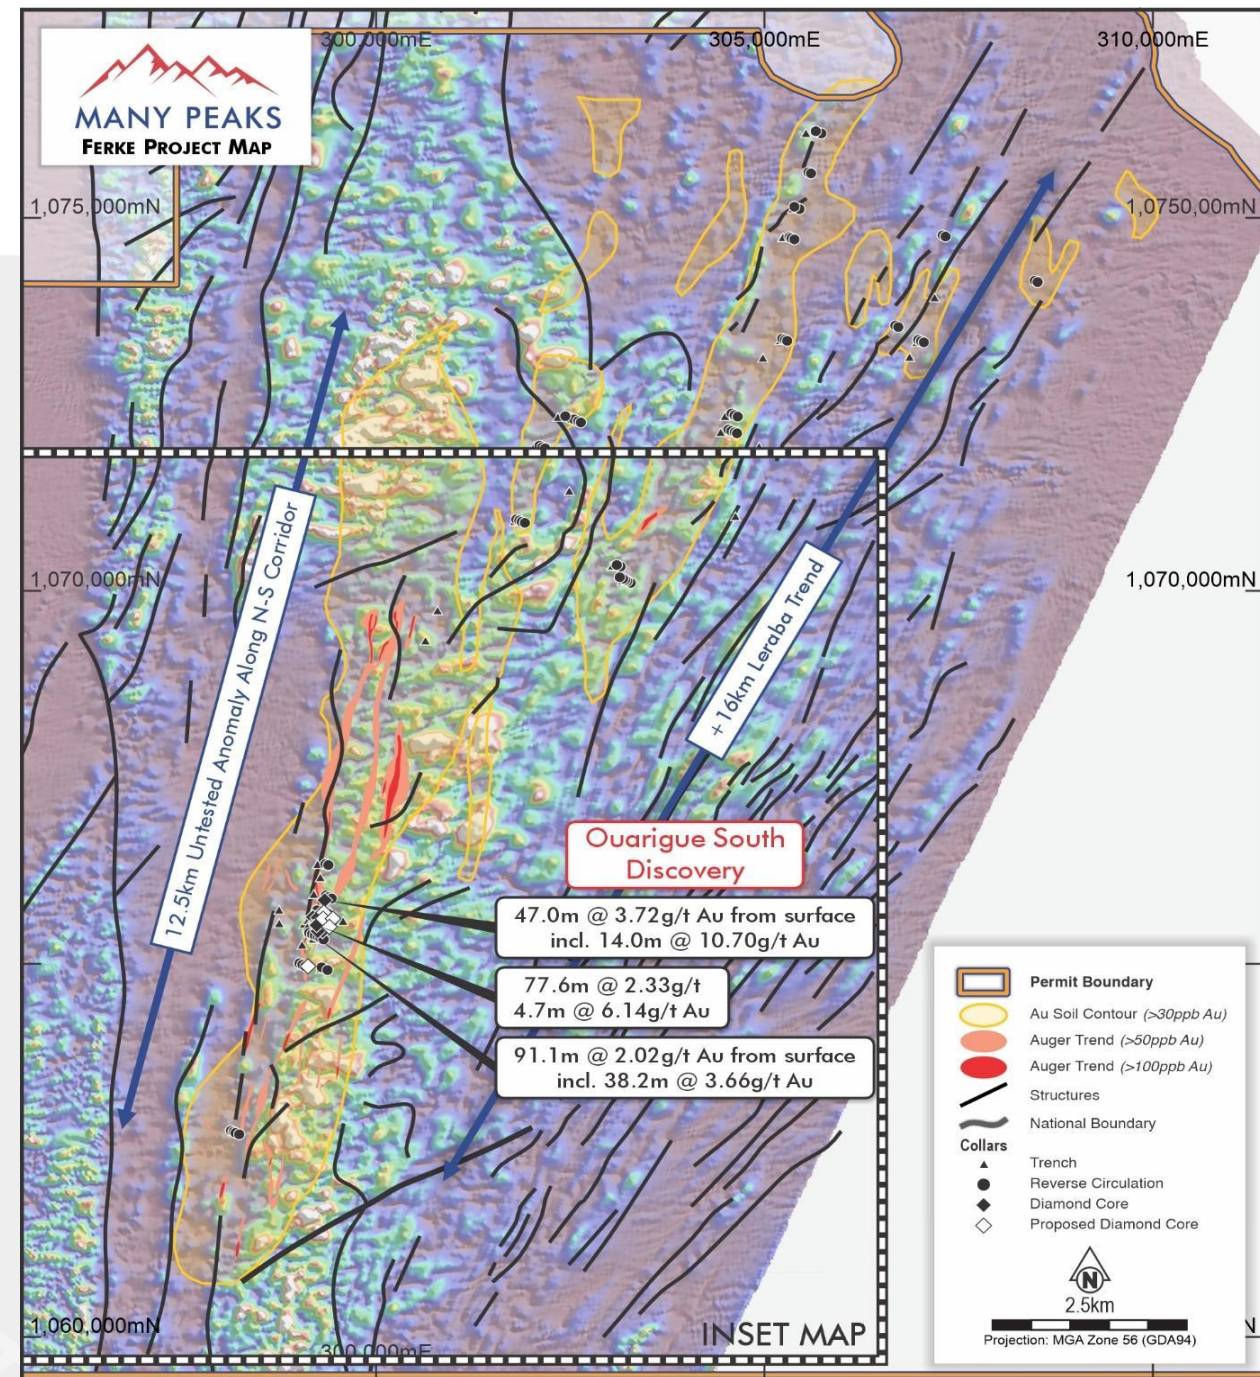 300,000mE
305,000mE
310,000mE
MANY PEAKS
FERKE PROJECT MAP
1,075,000mN
1,0750,00mN
12.5km Untested Anomaly Along N-S Corridor
+16km Leraba Trend
1,070,000mN
1,070,000mN
Ouarigue South
Discovery
47.0m @ 3.72g/t Au from surface
incl. 14.0m @ 10.70g/t Au
77.6m @ 2.33g/t
4.7m @ 6.14g/t Au
91.1m @ 2.02g/t Au from surface
incl. 38.2m @ 3.66g/t Au
Permit Boundary
Au Soil Contour (>30ppb Au)
Auger Trend (>50ppb Au)
Auger Trend (>100ppb Au)
Structures
National Boundary
Collars
Trench
Reverse Circulation
Diamond Core
Proposed Diamond Core
N
2.5km
Projection: MGA Zone 56 (GDA94)
1,060,000mN
N
300,000mE
INSET MAP